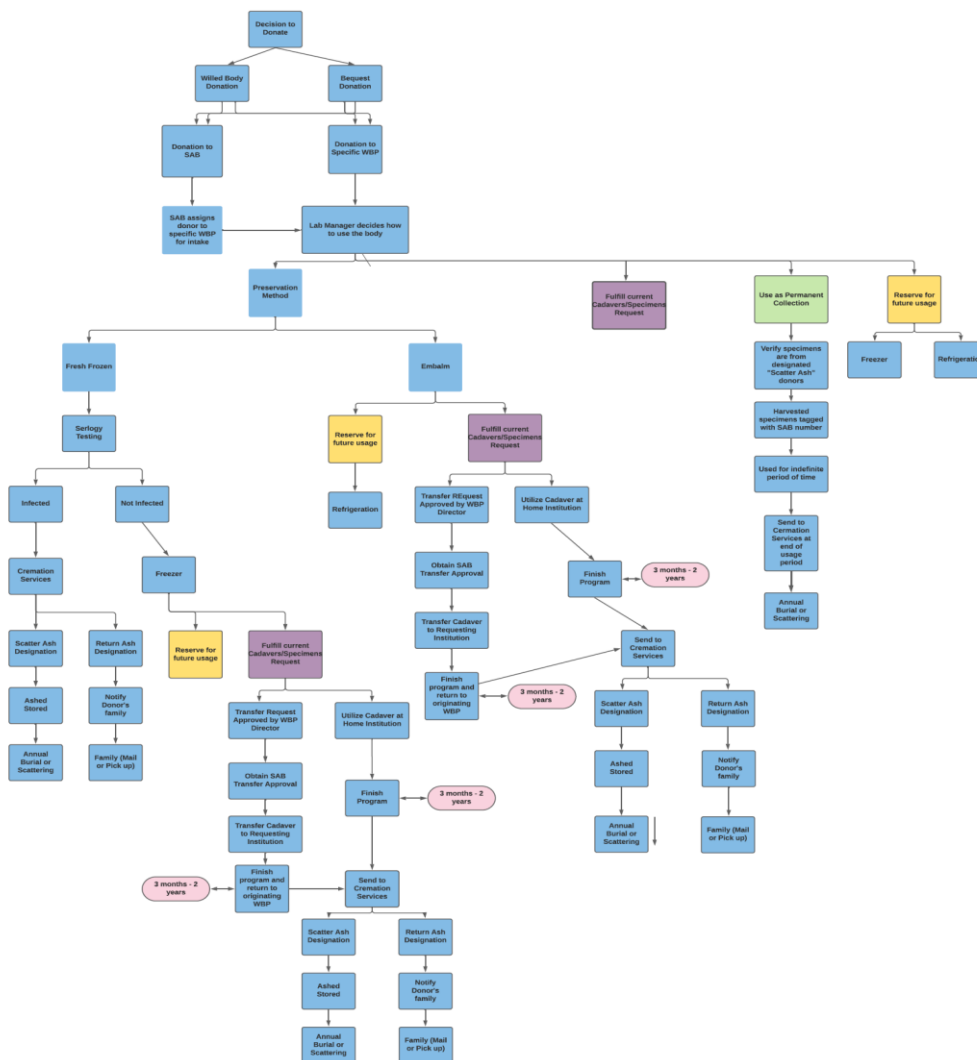 Decision to
Donate
Willed Body
Donation
Bequest
Donation
Donation to
SAB
Donation to
Specific WBP
SAB assigns
donor to
specific WBP
for intake
Lab Manager decides how
to use the body
Preservation
Method
Fulfill current
Cadavers/Specimens
Request
Use as Permanent
Collection
Reserve for
future usage
Fresh Frozen
Embalm
Verify specimens
are from
designated
"Scatter Ash"
donors
Freezer
Refrigeratio
Serlogy
Testing
Reserve for
future usage
Fulfill current
Cadavers/Specimens
Request
Harvested
specimens tagged
with SAB number
Infected
Not Infected
Refrigeration
Transfer REquest
Approved by WBP
Director
Utilize Cadaver at
Home Institution
Used for indefinite
period of time
Cremation
Services
Freezer
Obtain SAB
Transfer Approval
Finish
Program
3 months - 2
years
Send to
Cermation
Services at
end of
usage
period
Annual
Burial or
Scattering
Scatter Ash
Designation
Return Ash
Designation
Reserve for
future usage
Fulfill current
Cadavers/Specimens
Request
Transfer Cadaver
to Requesting
Institution
Send to
Cremation
Services
Finish
program and
return to
originating
WBP
3 months - 2
years
Ashed
Stored
Notify
Donor's
family
Transfer Request
Approved by WBP
Director
Utilize Cadaver at
Home Institution
Scatter Ash
Designation
Return Ash
Designation
Annual
Burial or
Scattering
Family (Mail
or Pick up)
Obtain SAB
Transfer Approval
Finish
Program
3 months - 2
years
Ashed
Stored
Notify
Donor's
family
Transfer Cadaver
to Requesting
Institution
Annual
Burial or
Scattering
Family (Mail
or Pick up)
3 months - 2
years
Finish
program and
return to
originating
WBP
Send to
Cremation
Services
Scatter Ash
Designation
Return Ash
Designation
Ashed
Stored
Notify
Donor's
family
Annual
Burial or
Scattering
Family (Mail
or Pick up)